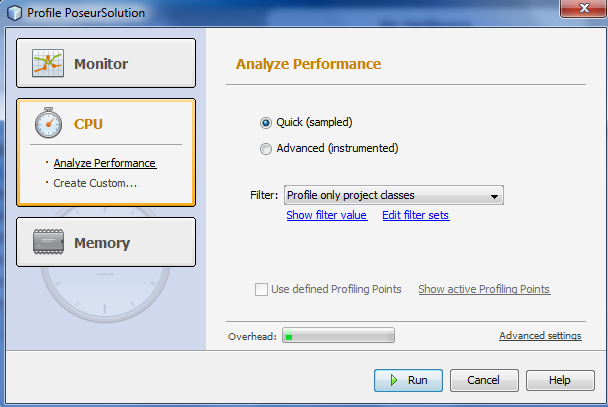 Profile PoseurSolution
Monitor
CPU
Analyze Performance
Create Custom...
Memory
Analyze Performance
Quick (sampled)
Advanced (instrumented)
Filter: Profile only project classes
Show filter value Edit filter sets
Use defined Profiling Points Show active Profiling Points
Overhead: Advanced settings
Run Cancel Help